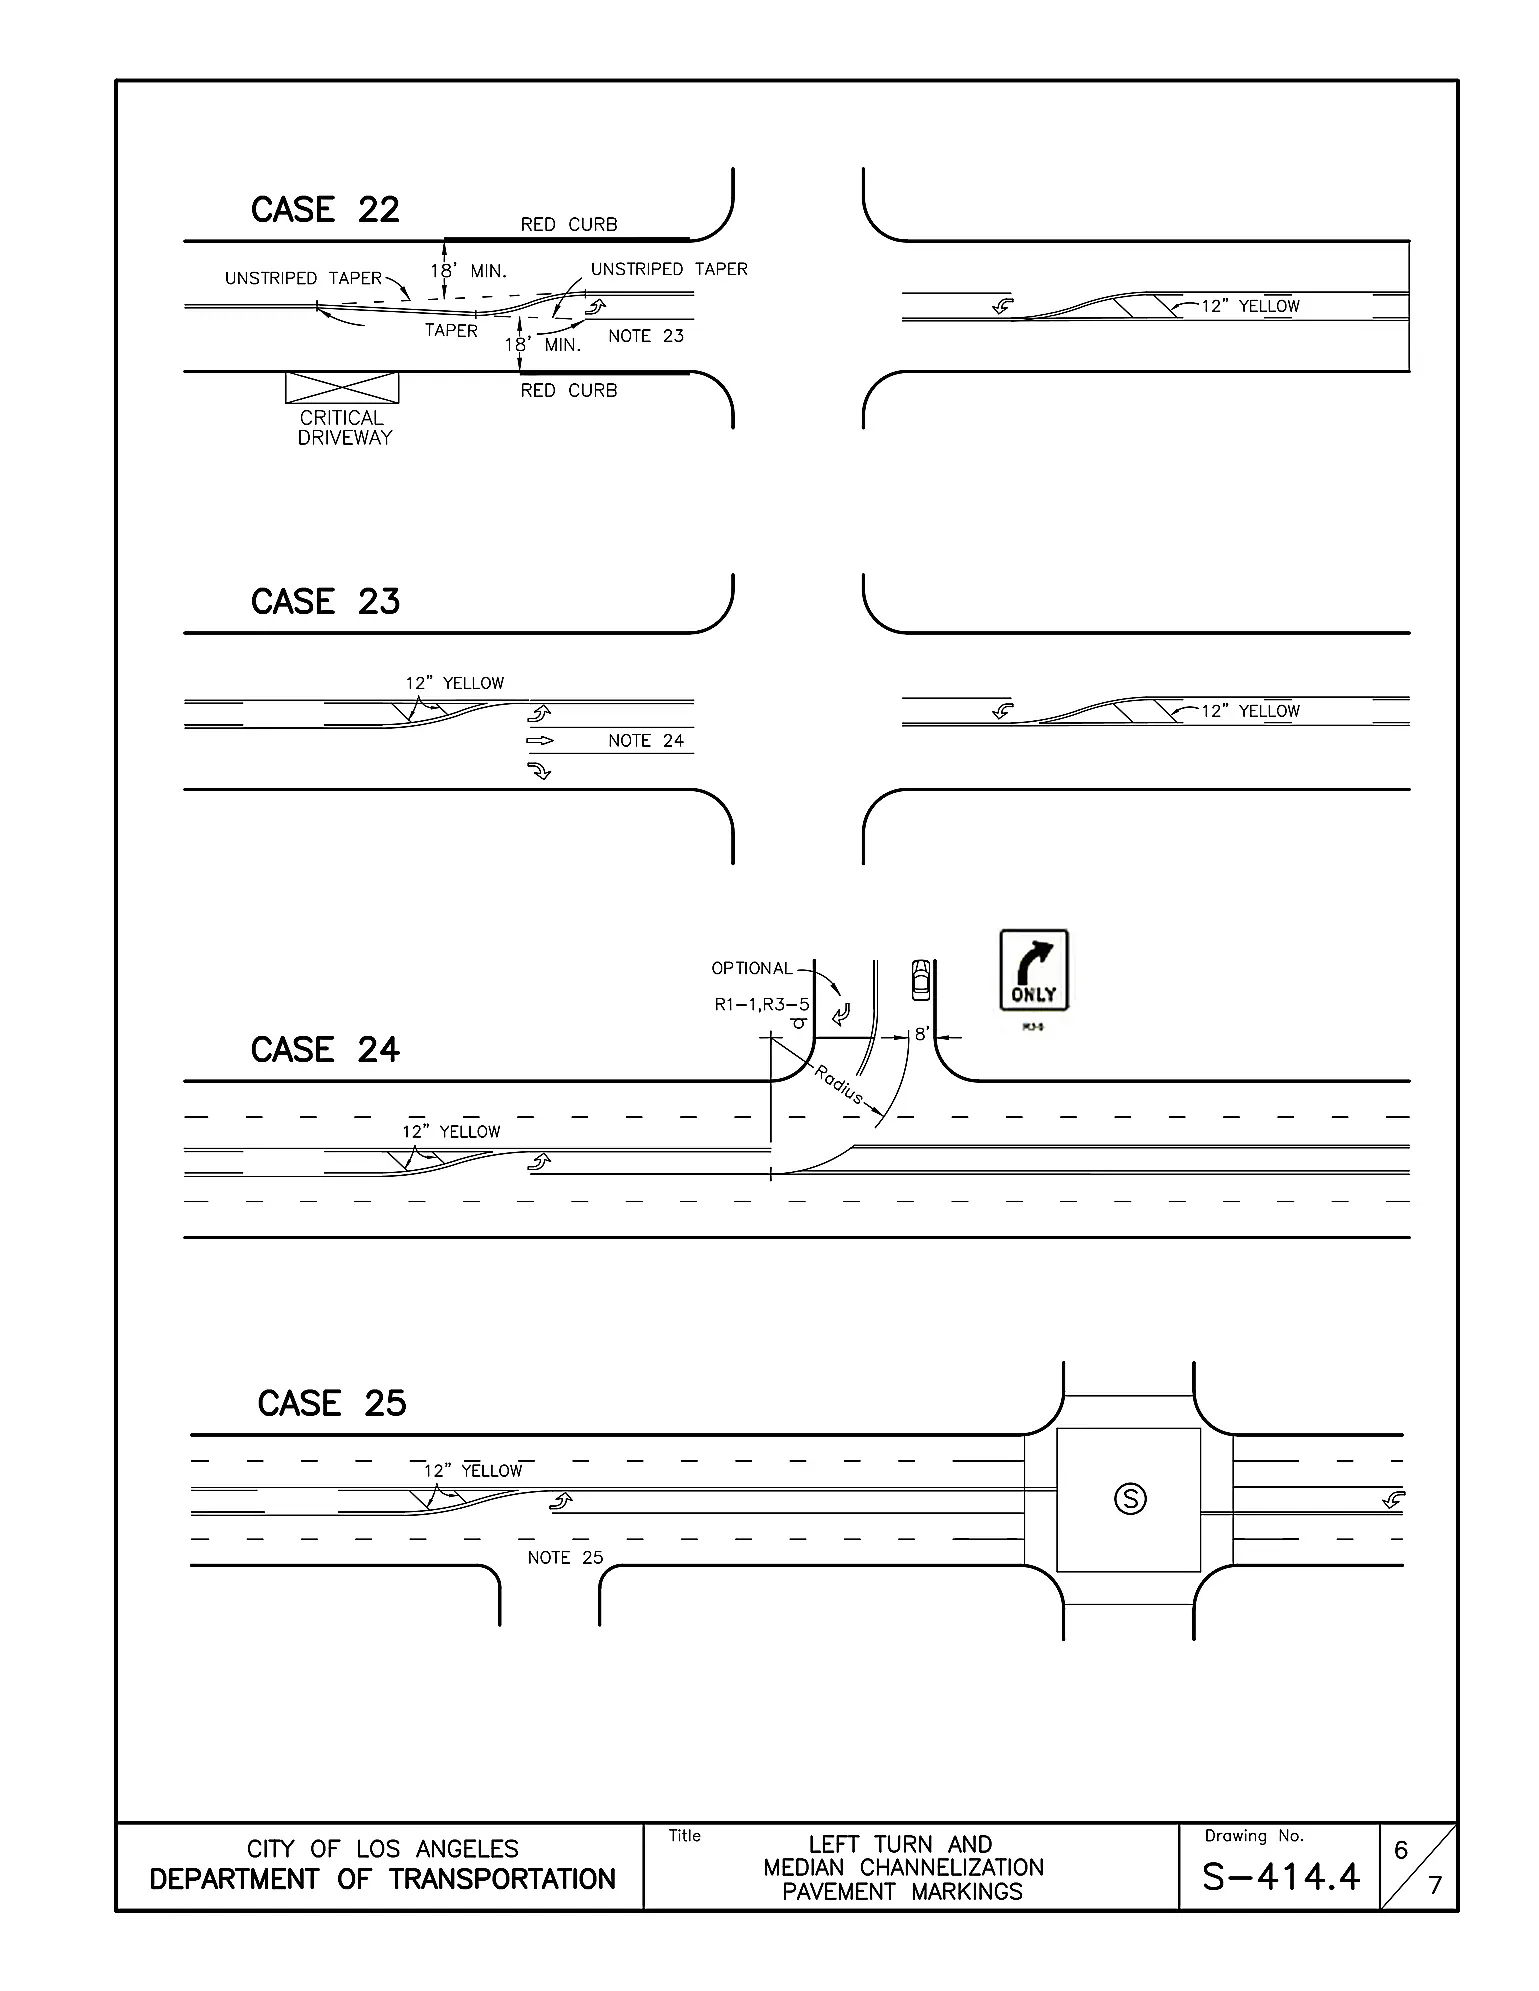 CASE 22
RED CURB
18' MIN.
UNSTRIPED TAPER
UNSTRIPED TAPER
12" YELLOW
TAPER
18' MIN.
NOTE 23
RED CURB
CRITICAL
DRIVEWAY
CASE 23
12" YELLOW
12" YELLOW
NOTE 24
OPTIONAL
R1-1,R3-5
ONLY
R3-5
8'
CASE 24
Radius
12" YELLOW
CASE 25
12" YELLOW
S
NOTE 25
CITY OF LOS ANGELES
DEPARTMENT OF TRANSPORTATION
Title
LEFT TURN AND
MEDIAN CHANNELIZATION
PAVEMENT MARKINGS
Drawing No.
S-414.4
6/7